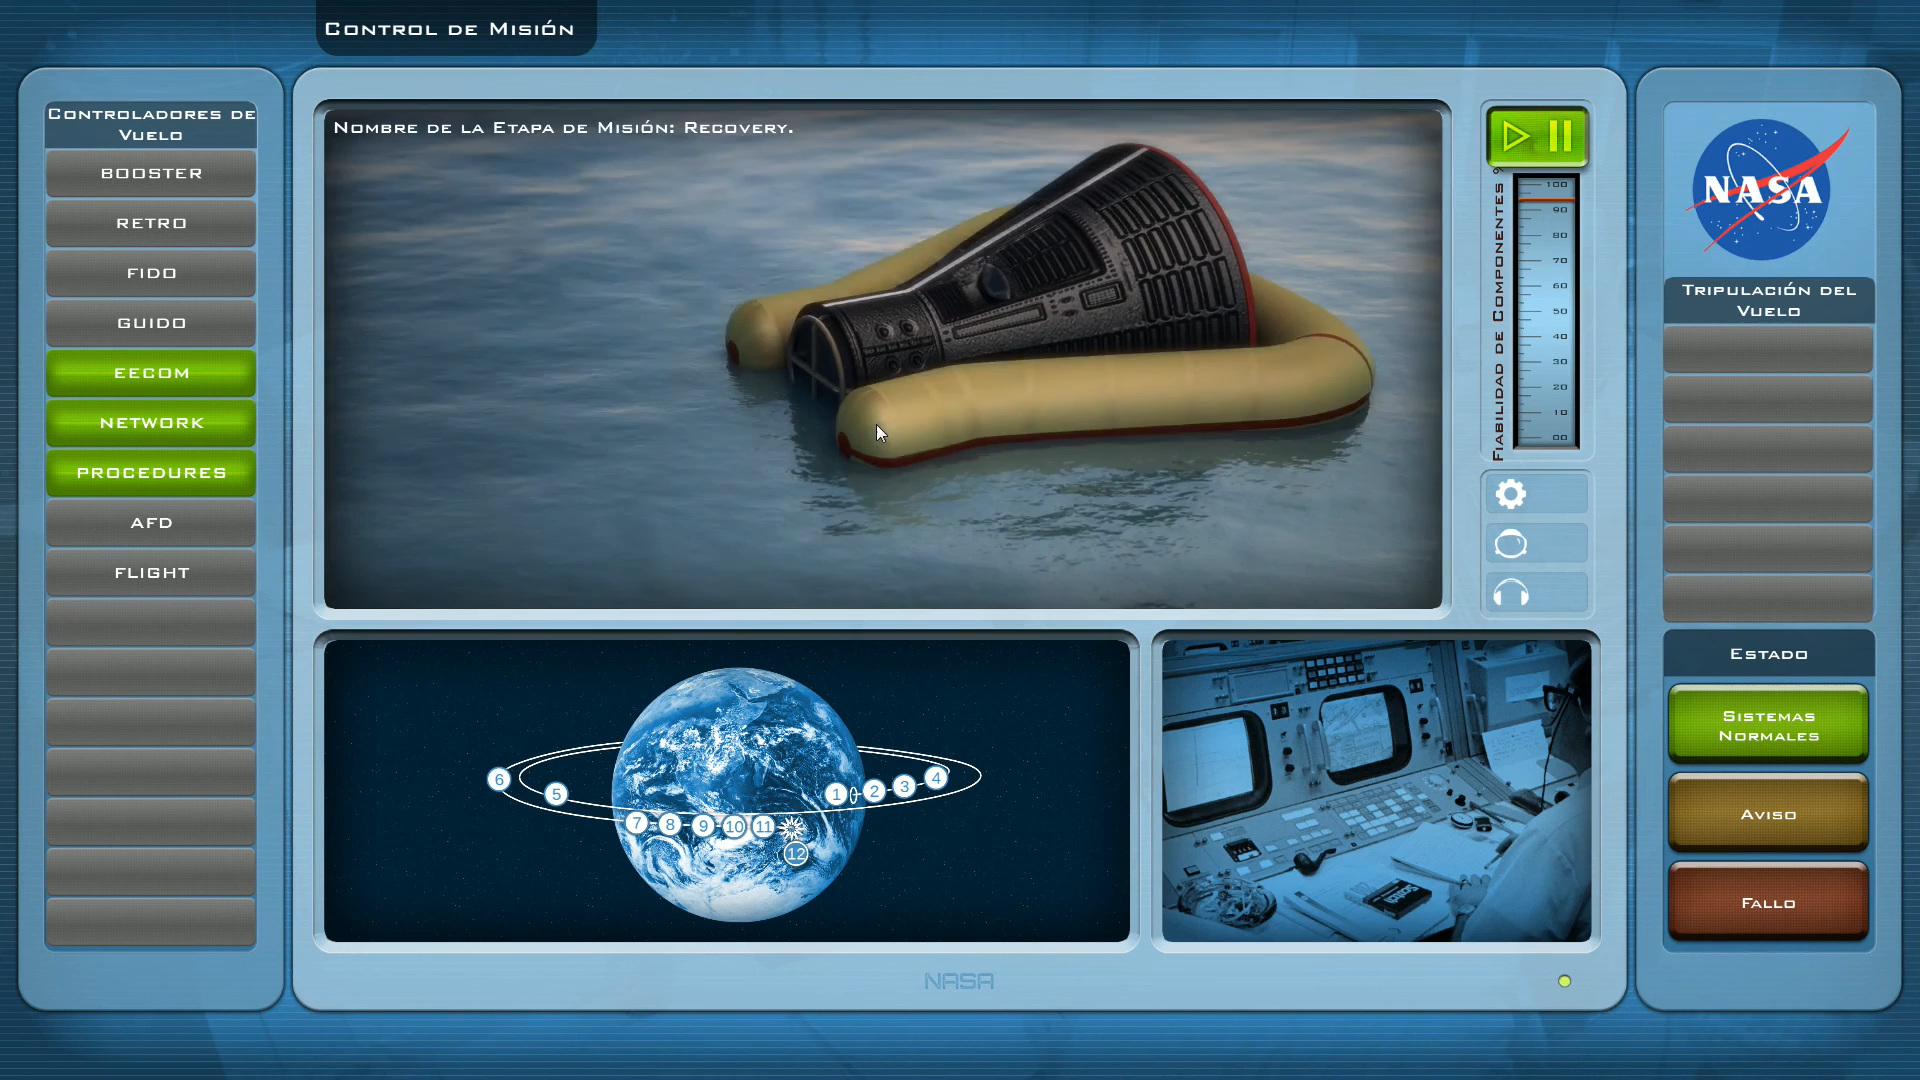 Control de Misión
Controladores de
Vuelo
BOOSTER
RETRO
FIDO
GUIDO
EECOM
NETWORK
PROCEDURES
AFD
FLIGHT
Nombre de la Etapa de Misión: Recovery.
Fiabilidad de Componentes %
100
90
80
70
60
50
40
30
20
10
00
NASA
Tripulación del
Vuelo
Estado
Sistemas
Normales
Aviso
Fallo
6
5
7
8
9
10
11
12
1
2
3
4
Scotch
NASA